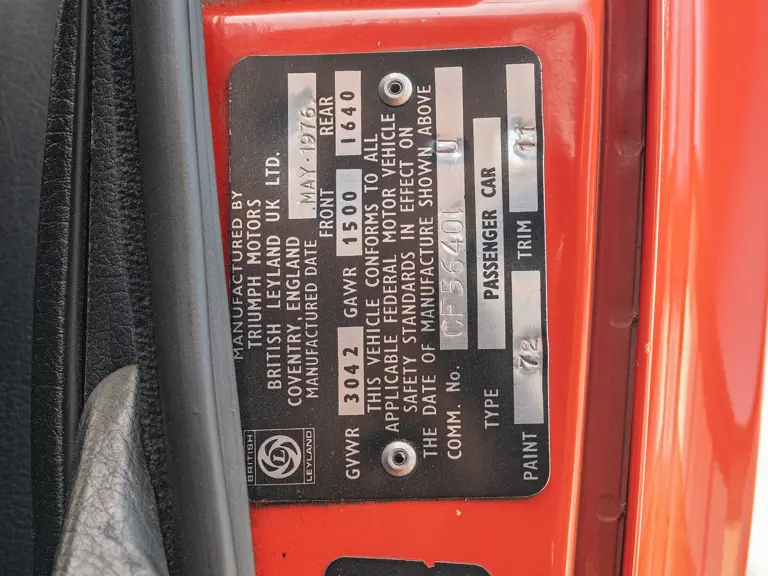 MANUFACTURED BY
TRIUMPH MOTORS
BRITISH LEYLAND UK LTD.
COVENTRY, ENGLAND
MANUFACTURED DATE MAY·1976
FRONT REAR
GVWR 3042 GAWR 1500 1640
THIS VEHICLE CONFORMS TO ALL
APPLICABLE FEDERAL MOTOR VEHICLE
SAFETY STANDARDS IN EFFECT ON
THE DATE OF MANUFACTURE SHOWN ABOVE
COMM. No. U
TYPE PASSENGER CAR
PAINT 72 TRIM 11
BRITISH
L
LEYLAND